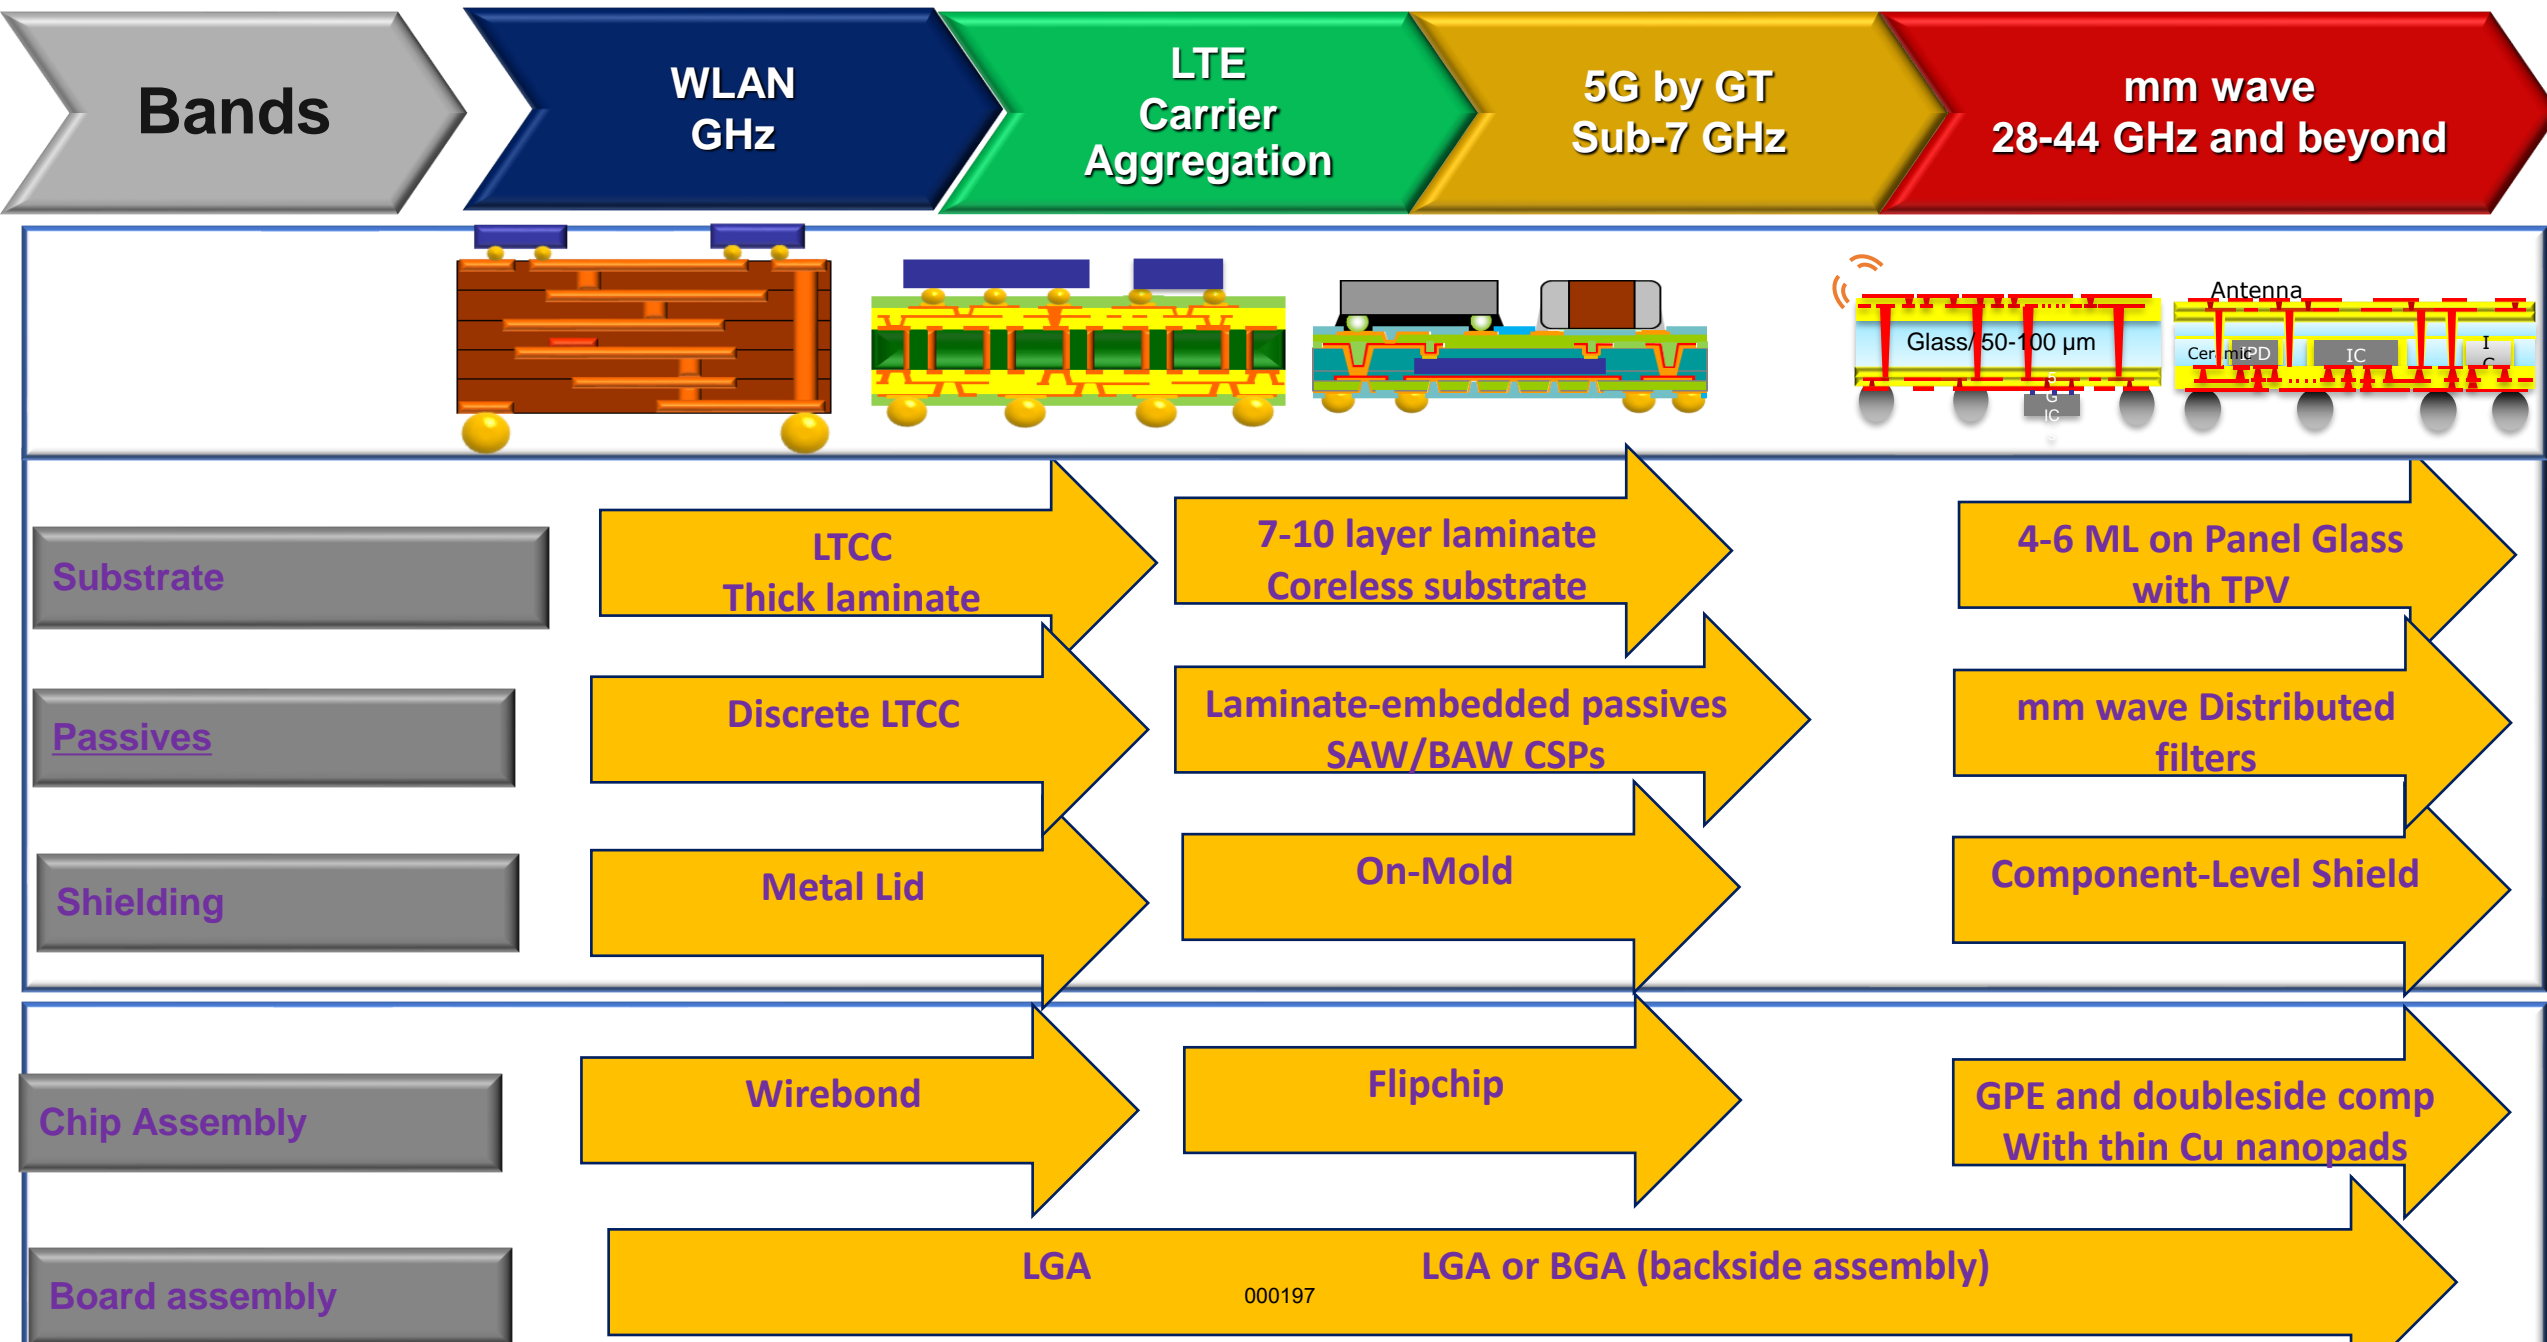 Bands
WLAN
GHz
LTE
Carrier
Aggregation
5G by GT
Sub-7 GHz
mm wave
28-44 GHz and beyond
Glass/ 50-100 µm
5
G
IC
Antenna
Ceramic
IPD
IC
I
C
Substrate
LTCC
Thick laminate
7-10 layer laminate
Coreless substrate
4-6 ML on Panel Glass
with TPV
Passives
Discrete LTCC
Laminate-embedded passives
SAW/BAW CSPs
mm wave Distributed
filters
Shielding
Metal Lid
On-Mold
Component-Level Shield
Chip Assembly
Wirebond
Flipchip
GPE and doubleside comp
With thin Cu nanopads
Board assembly
LGA
LGA or BGA (backside assembly)
000197